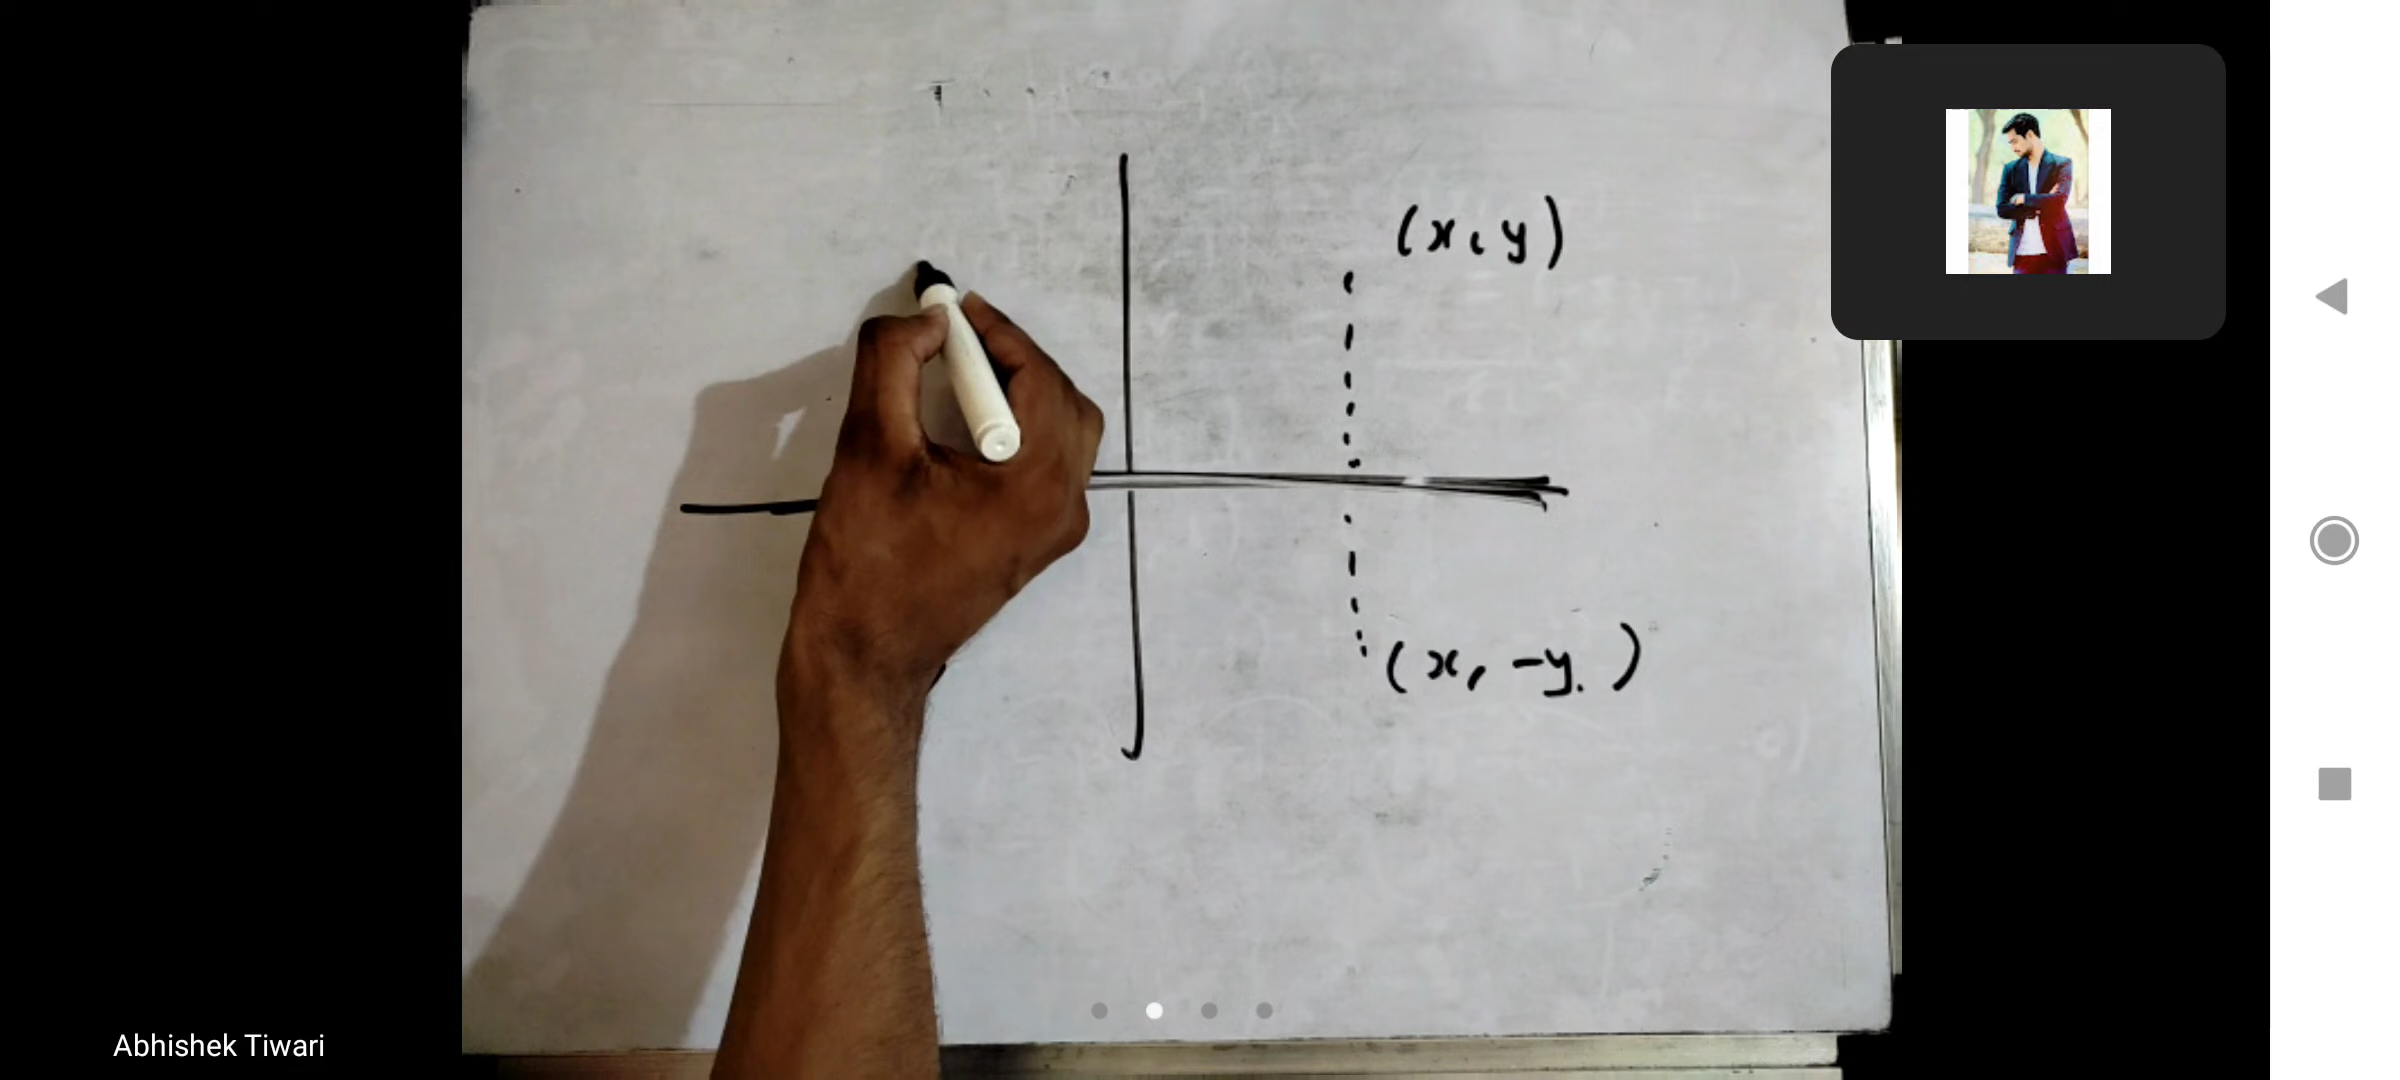 (x, y)
(x, -y.)
Abhishek Tiwari